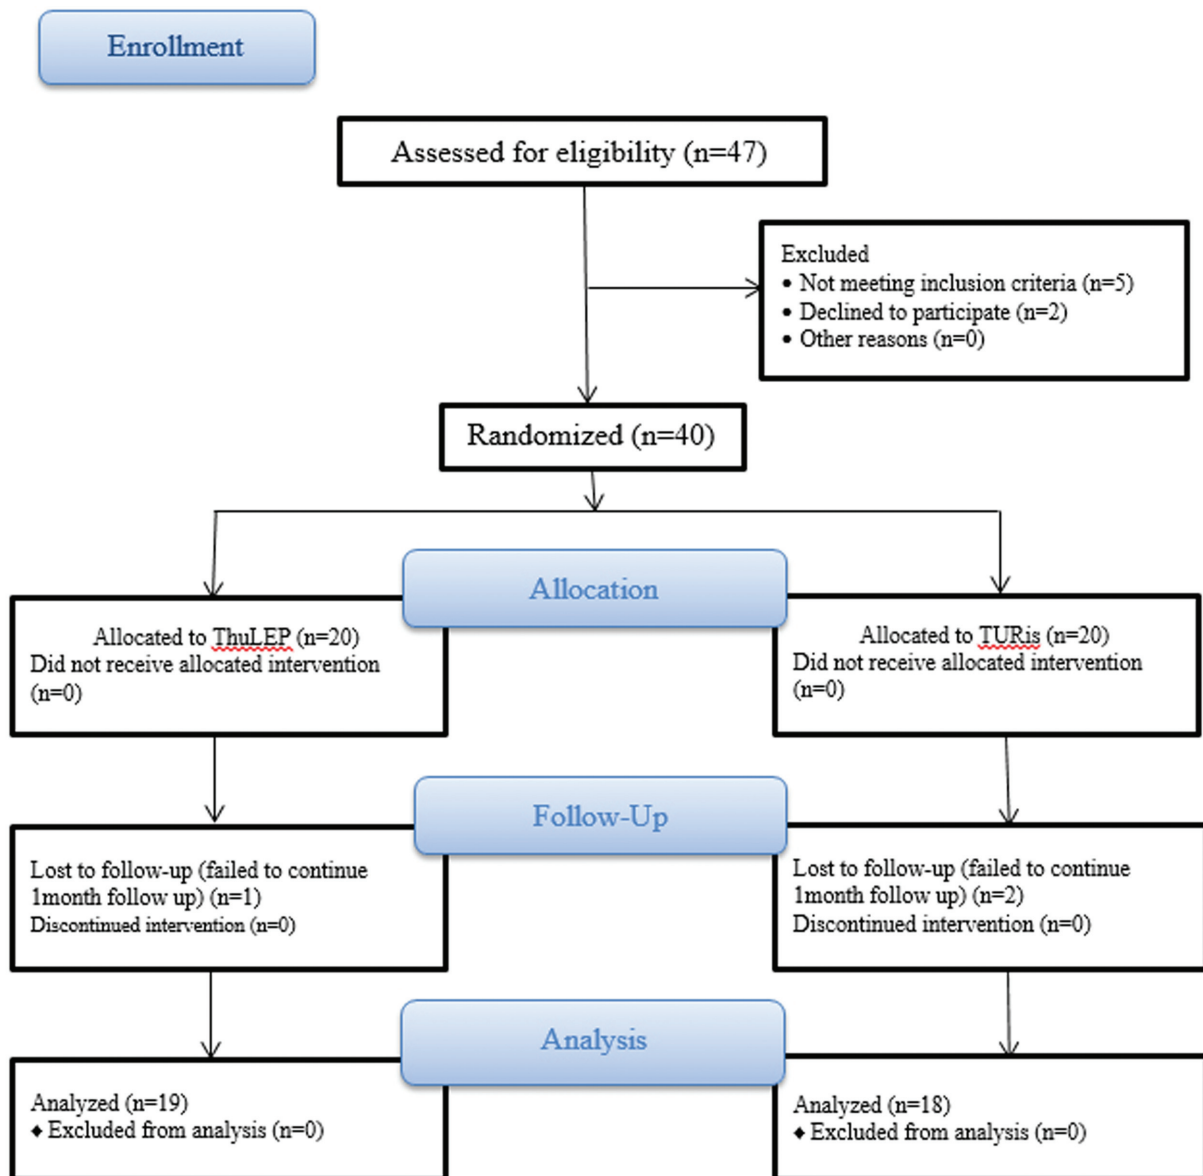 Enrollment
Assessed for eligibility (n=47)
Excluded
• Not meeting inclusion criteria (n=5)
• Declined to participate (n=2)
• Other reasons (n=0)
Randomized (n=40)
Allocation
Allocated to ThuLEP (n=20)
Did not receive allocated intervention
(n=0)
Allocated to TURis (n=20)
Did not receive allocated intervention
(n=0)
Follow-Up
Lost to follow-up (failed to continue
1month follow up) (n=1)
Discontinued intervention (n=0)
Lost to follow-up (failed to continue
1month follow up) (n=2)
Discontinued intervention (n=0)
Analysis
Analyzed (n=19)
♦ Excluded from analysis (n=0)
Analyzed (n=18)
♦ Excluded from analysis (n=0)